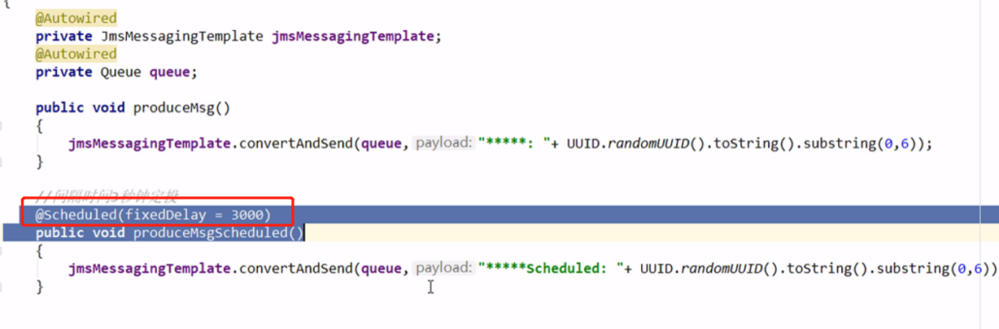 {
@Autowired
private JmsMessagingTemplate jmsMessagingTemplate;
@Autowired
private Queue queue;
public void produceMsg()
{
jmsMessagingTemplate.convertAndSend(queue, payload: "*****: "+ UUID.randomUUID().toString().substring(0,6));
}
//间隔时间3秒钟定投
@Scheduled(fixedDelay = 3000)
public void produceMsgScheduled()
{
jmsMessagingTemplate.convertAndSend(queue, payload: "*****Scheduled: "+ UUID.randomUUID().toString().substring(0,6))
}